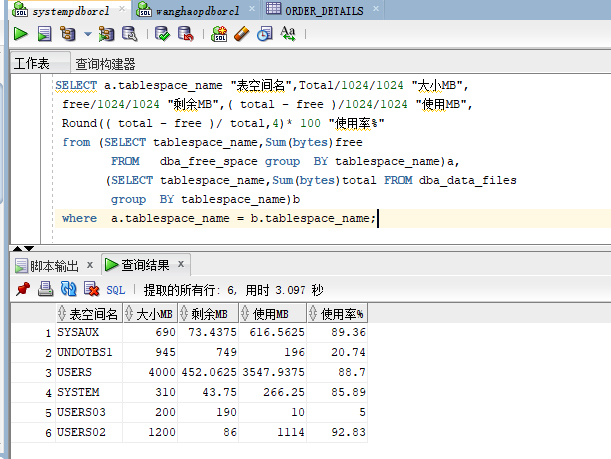 systempdborcl × wanghaopdborcl × ORDER_DETAILS ×
SQL
工作表 查询构建器
SELECT a.tablespace_name "表空间名",Total/1024/1024 "大小MB",
free/1024/1024 "剩余MB",( total - free )/1024/1024 "使用MB",
Round(( total - free )/ total,4)* 100 "使用率%"
from (SELECT tablespace_name,Sum(bytes)free
FROM dba_free_space group BY tablespace_name)a,
(SELECT tablespace_name,Sum(bytes)total FROM dba_data_files
group BY tablespace_name)b
where a.tablespace_name = b.tablespace_name;
脚本输出 × 查询结果 ×
SQL | 提取的所有行: 6, 用时 3.097 秒
表空间名 大小MB 剩余MB 使用MB 使用率%
1 SYSAUX 690 73.4375 616.5625 89.36
2 UNDOTBS1 945 749 196 20.74
3 USERS 4000 452.0625 3547.9375 88.7
4 SYSTEM 310 43.75 266.25 85.89
5 USERS03 200 190 10 5
6 USERS02 1200 86 1114 92.83